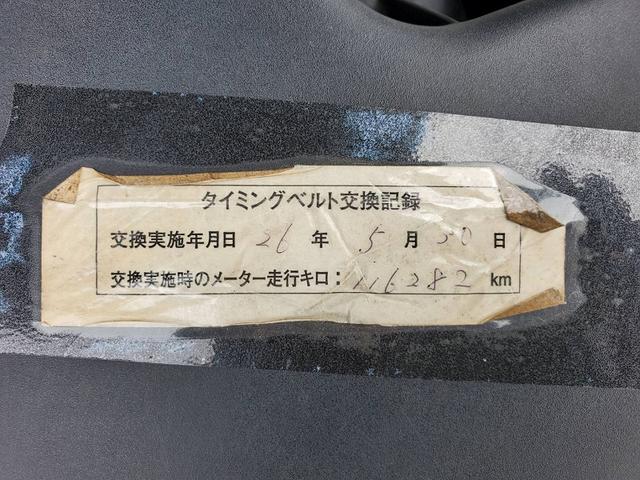 タイミングベルト交換記録
交換実施年月日 26 年 5 月 30 日
交換実施時のメーター走行キロ： 116282 km